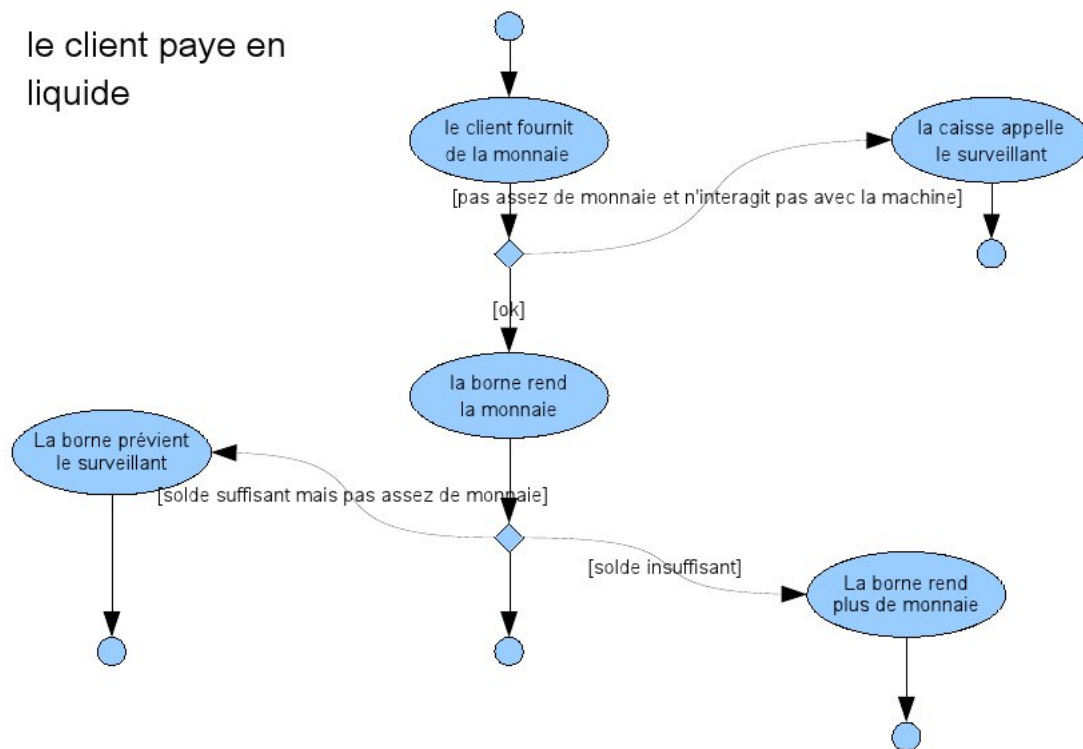 le client paye en
liquide
le client fournit
de la monnaie
la caisse appelle
le surveillant
[pas assez de monnaie et n'interagit pas avec la machine]
[ok]
la borne rend
la monnaie
La borne prévient
le surveillant
[solde suffisant mais pas assez de monnaie]
[solde insuffisant]
La borne rend
plus de monnaie